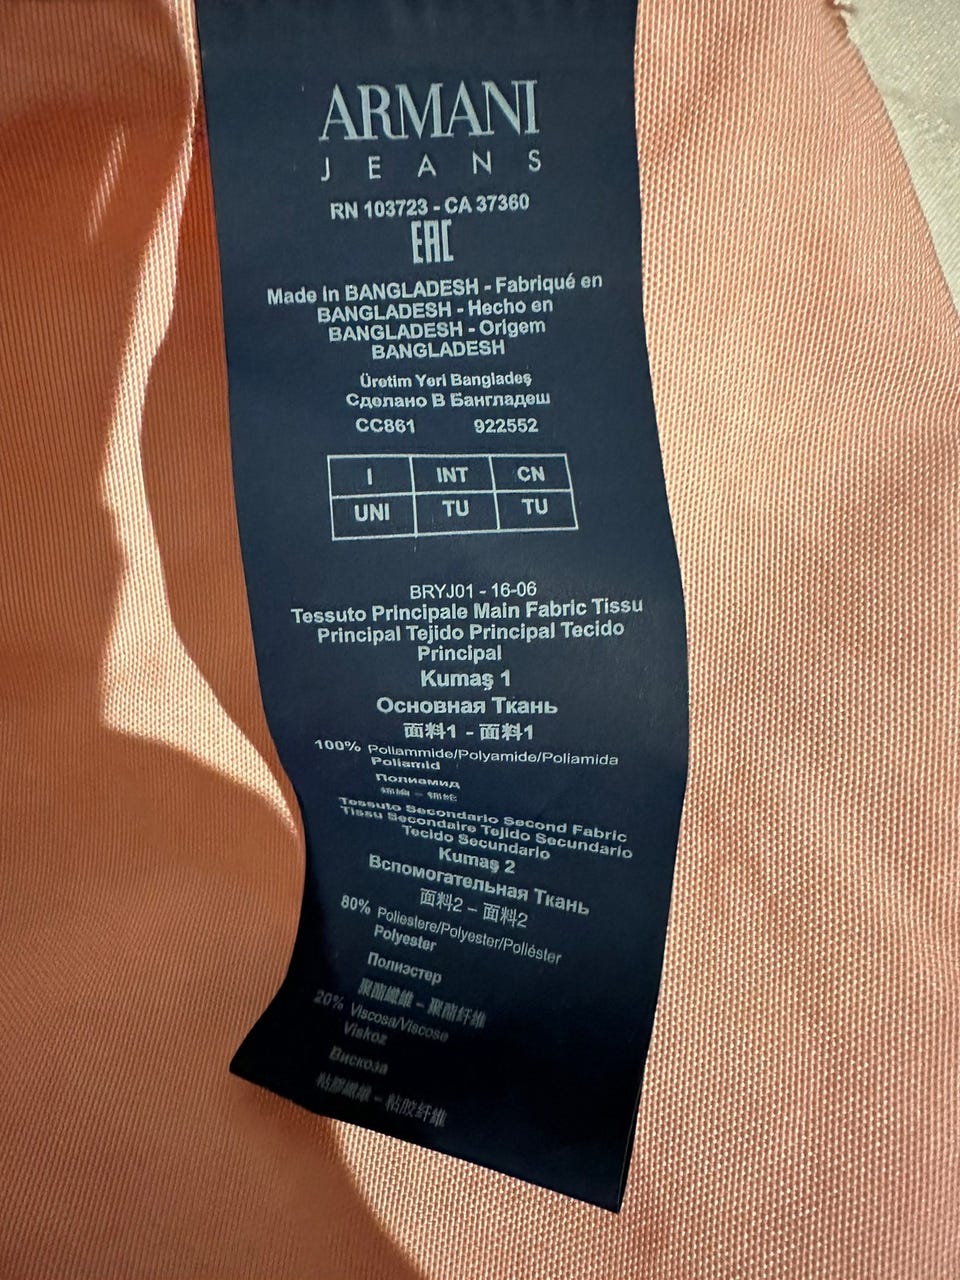 ARMANI
JEANS
RN 103723 - CA 37360
EAC
Made in BANGLADESH - Fabriqué en
BANGLADESH - Hecho en
BANGLADESH - Origem
BANGLADESH
Üretim Yeri Bangladeş
Сделано В Бангладеш
CC861 922552
I INT CN
UNI TU TU
BRYJ01 - 16-06
Tessuto Principale Main Fabric Tissu
Principal Tejido Principal Tecido
Principal
Kumaş 1
Основная Ткань
面料1 - 面料1
100% Poliammide/Polyamide/Poliamida
Poliamid
Полиамид
Tessuto Secondario Second Fabric
Tissu Secondaire Tejido Secundario
Tecido Secundario
Kumaş 2
Вспомогательная Ткань
面料2 - 面料2
80% Poliestere/Polyester/Poliéster
Polyester
Полиэстер
聚酯纖維 - 聚酯纤维
20% Viscosa/Viscose
Viskoz
Вискоза
粘膠纖維 - 粘胶纤维